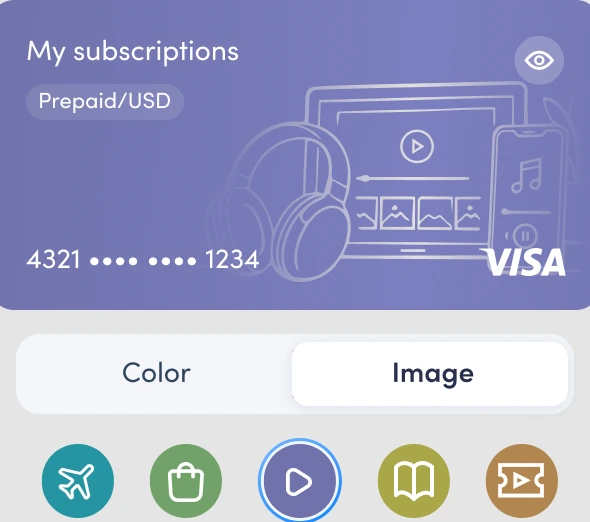 My subscriptions
Prepaid/USD
4321 •••• •••• 1234
VISA
Color
Image